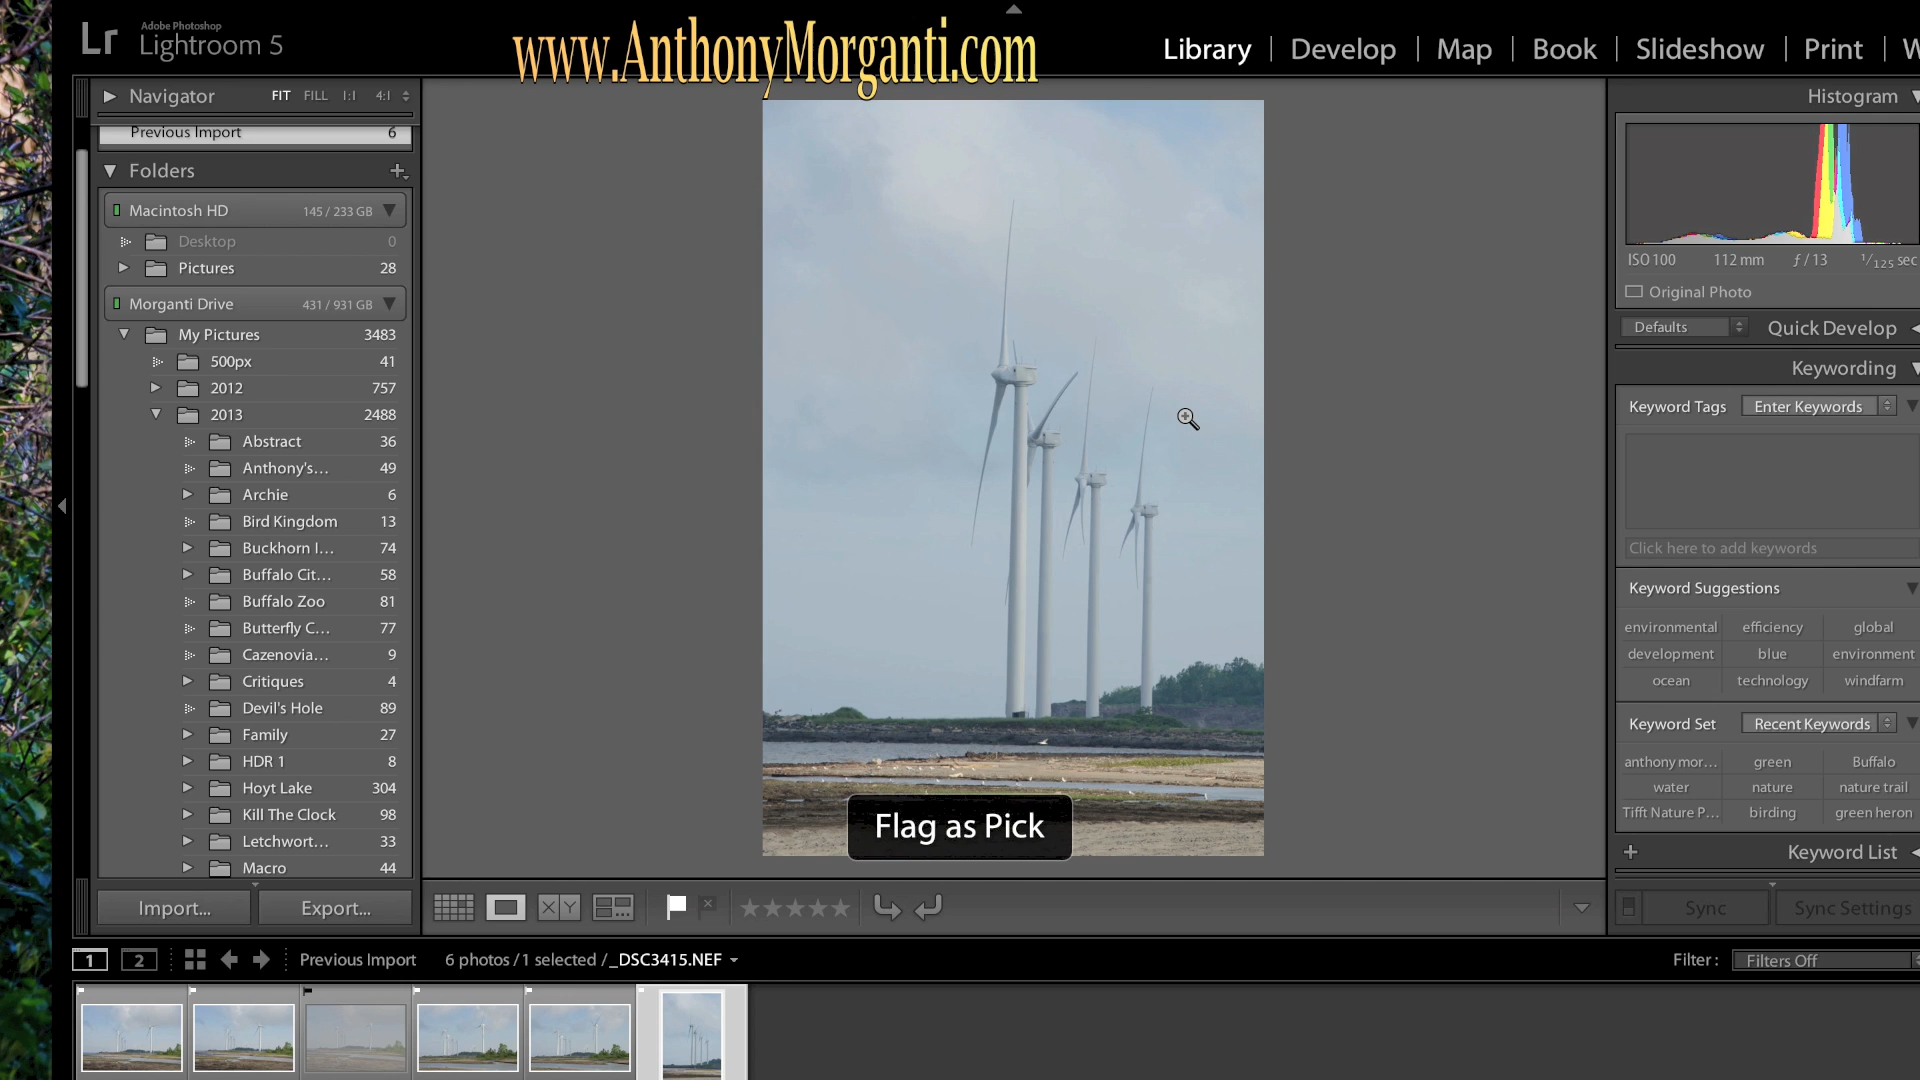 Lr Adobe Photoshop
Lightroom 5
www.AnthonyMorganti.com
Library | Develop | Map | Book | Slideshow | Print | W
Navigator FIT FILL 1:1 4:1
Previous Import 6
Folders
Macintosh HD 145 / 233 GB
Desktop 0
Pictures 28
Morganti Drive 431 / 931 GB
My Pictures 3483
500px 41
2012 757
2013 2488
Abstract 36
Anthony's... 49
Archie 6
Bird Kingdom 13
Buckhorn I... 74
Buffalo Cit... 58
Buffalo Zoo 81
Butterfly C... 77
Cazenovia... 9
Critiques 4
Devil's Hole 89
Family 27
HDR 1 8
Hoyt Lake 304
Kill The Clock 98
Letchwort... 33
Macro 44
Import... Export...
Flag as Pick
X Y
Histogram
ISO 100 112 mm ƒ / 13 1/125 sec
Original Photo
Defaults Quick Develop
Keywording
Keyword Tags Enter Keywords
Click here to add keywords
Keyword Suggestions
environmental efficiency global
development blue environment
ocean technology windfarm
Keyword Set Recent Keywords
anthony mor... green Buffalo
water nature nature trail
Tifft Nature P... birding green heron
+ Keyword List
Sync Sync Settings
1 2 Previous Import 6 photos / 1 selected / _DSC3415.NEF Filter : Filters Off